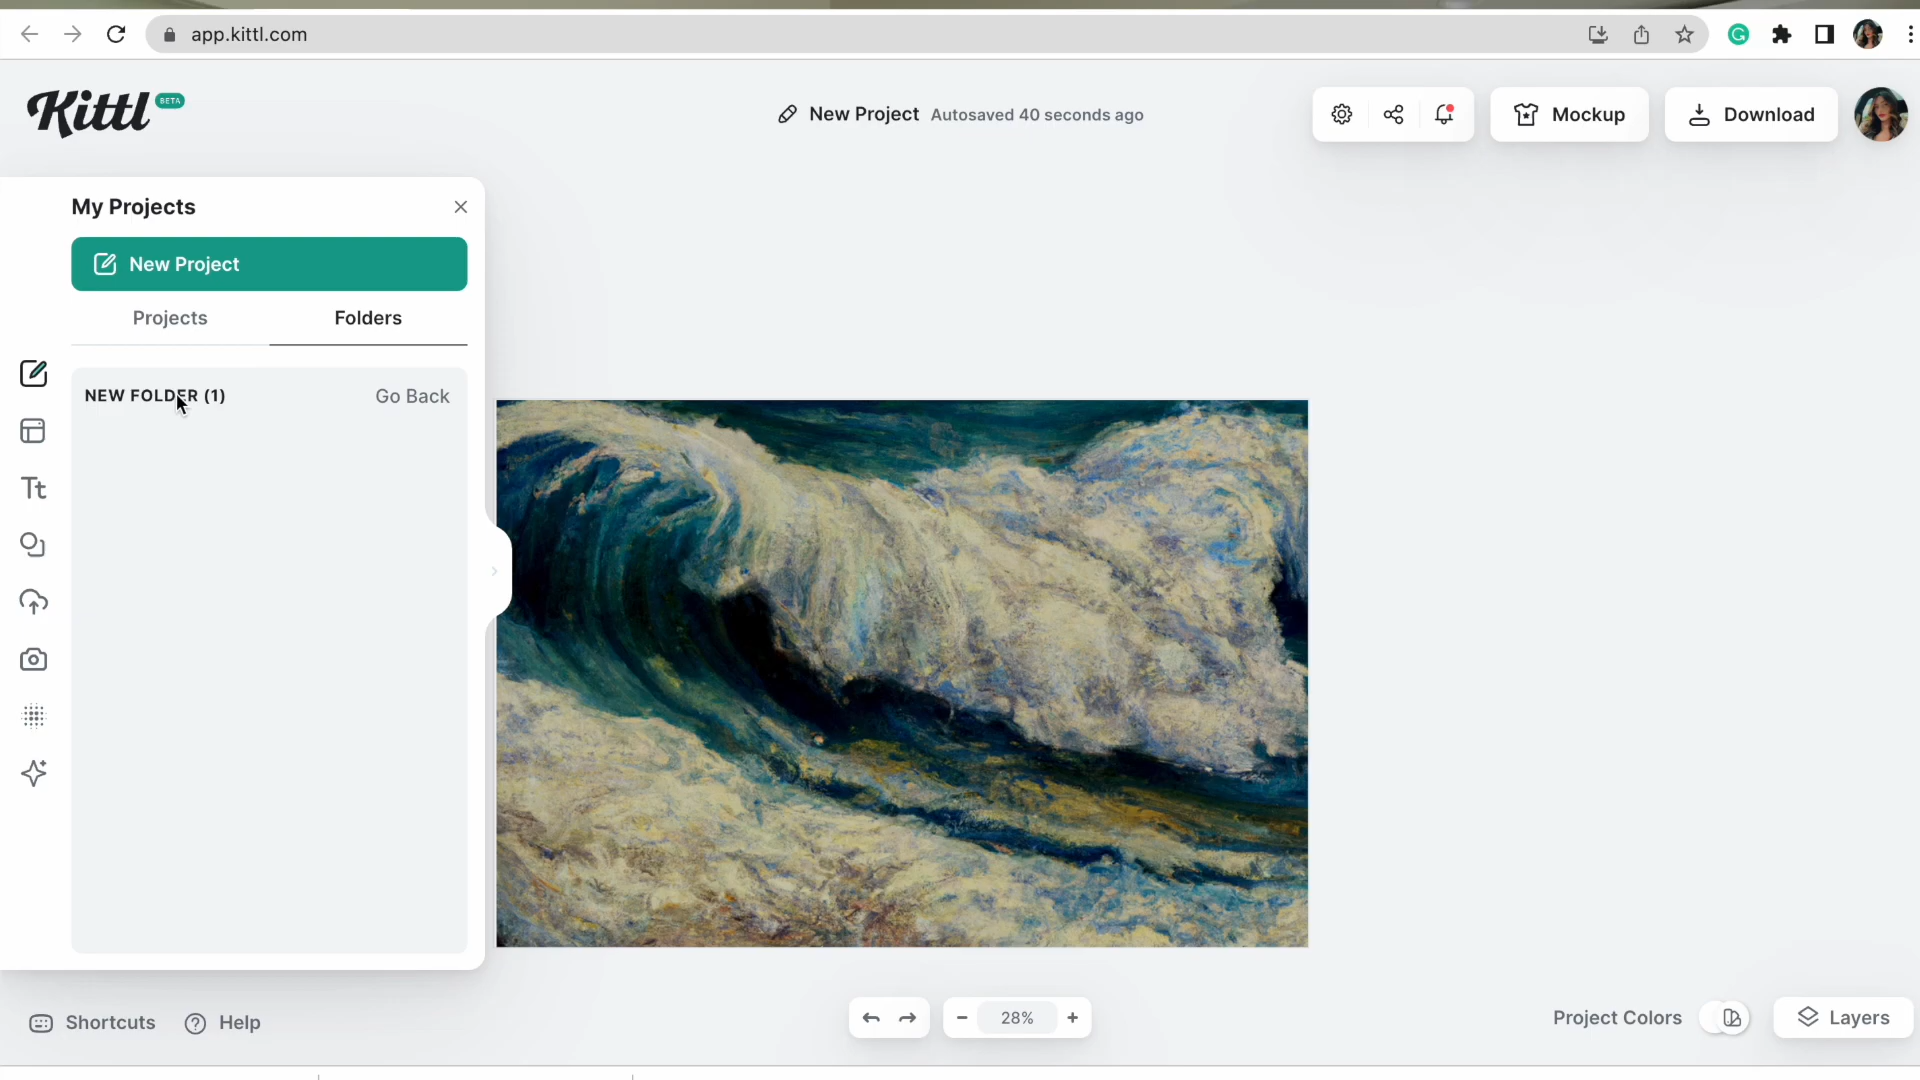 app.kittl.com
Kittl BETA
New Project Autosaved 40 seconds ago
Mockup
Download
My Projects
New Project
Projects Folders
NEW FOLDER (1) Go Back
Tt
Shortcuts Help
28%
Project Colors
Layers